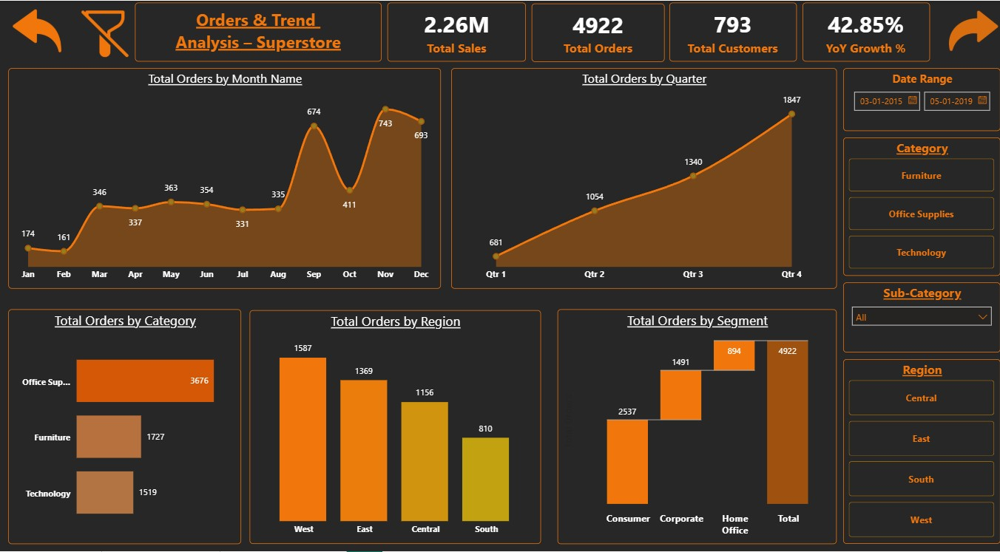 Orders & Trend
Analysis – Superstore
2.26M
Total Sales
4922
Total Orders
793
Total Customers
42.85%
YoY Growth %
Total Orders by Month Name
174
161
346
337
363
354
331
335
674
411
743
693
Jan Feb Mar Apr May Jun Jul Aug Sep Oct Nov Dec
Total Orders by Quarter
681
1054
1340
1847
Qtr 1 Qtr 2 Qtr 3 Qtr 4
Date Range
03-01-2015 05-01-2019
Category
Furniture
Office Supplies
Technology
Sub-Category
All
Region
Central
East
South
West
Total Orders by Category
Office Sup... 3676
Furniture 1727
Technology 1519
Total Orders by Region
1587
1369
1156
810
West East Central South
Total Orders by Segment
2537
1491
894
4922
Consumer Corporate Home Total
Office